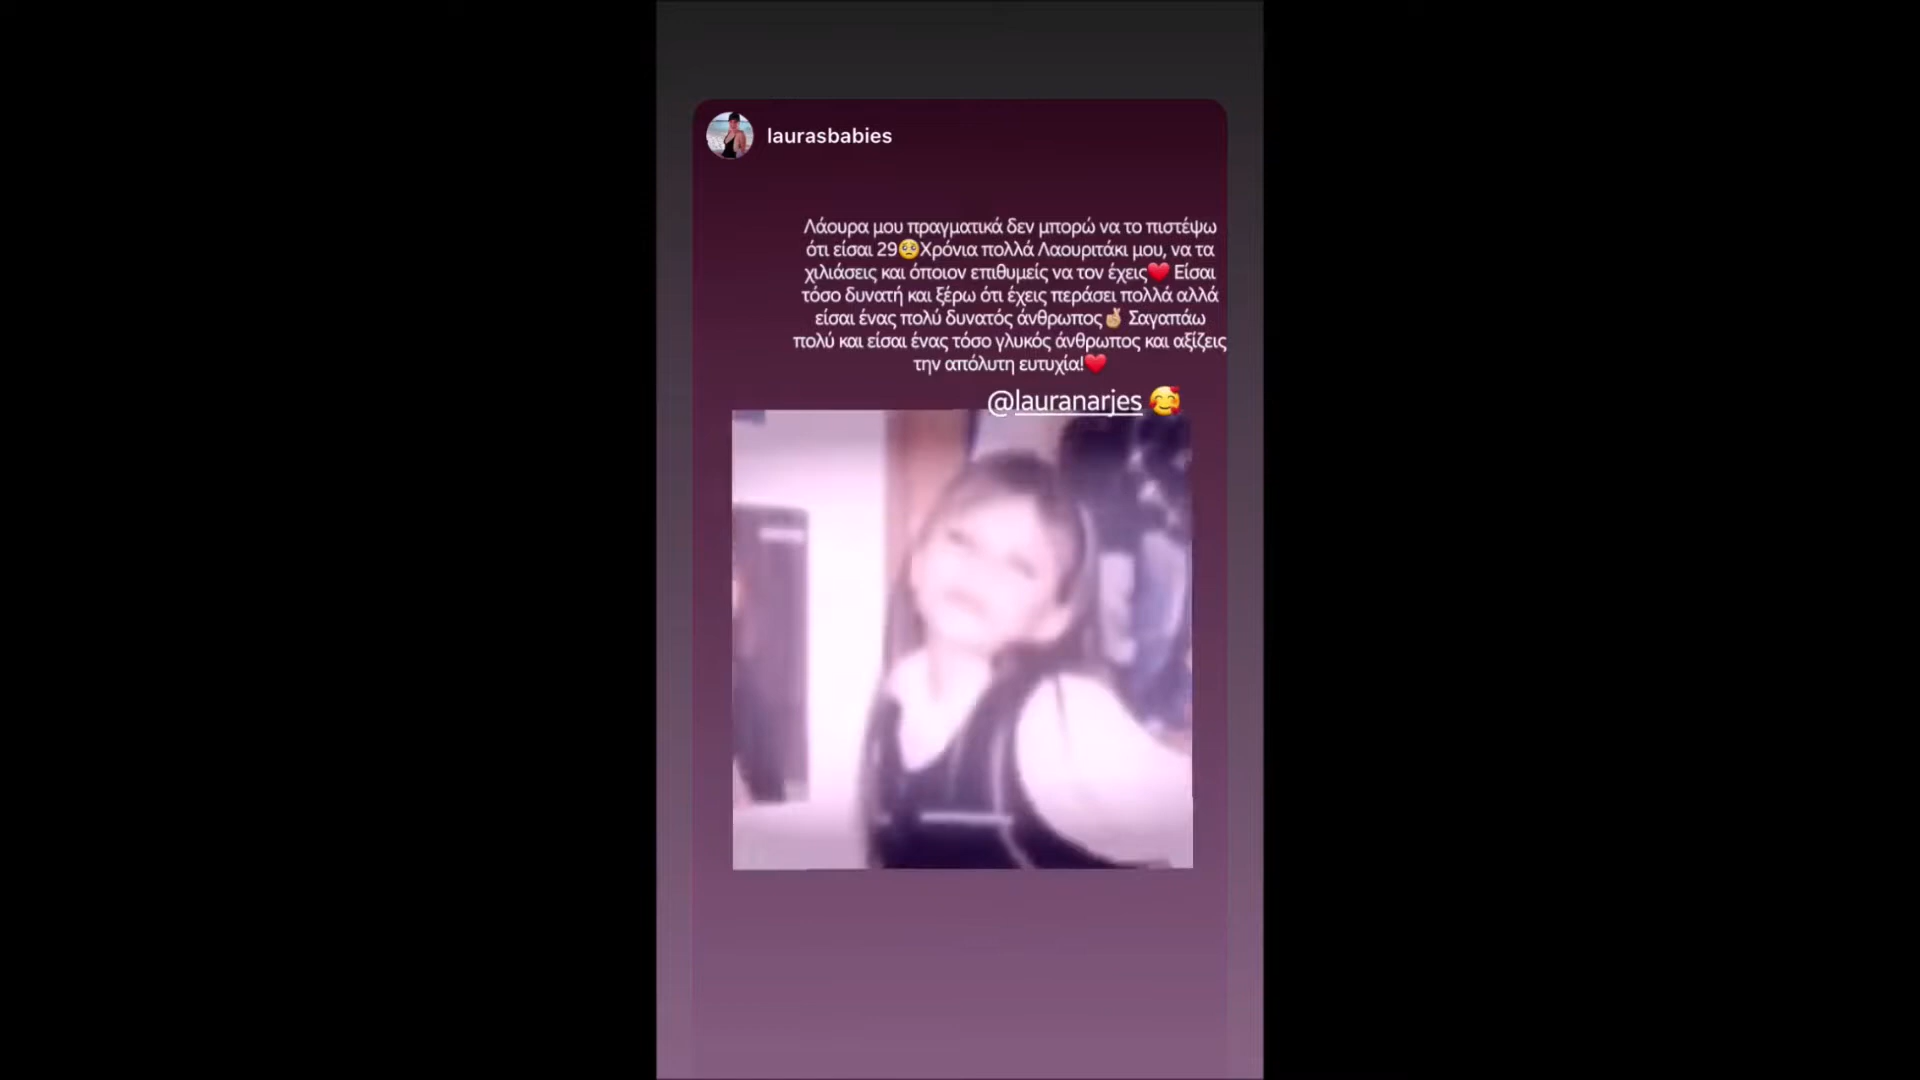 laurasbabies
Λάουρα μου πραγματικά δεν μπορώ να το πιστέψω
ότι είσαι 29🥺Χρόνια πολλά Λαουριτάκι μου, να τα
χιλιάσεις και όποιον επιθυμείς να τον έχεις❤️ Είσαι
τόσο δυνατή και ξέρω ότι έχεις περάσει πολλά αλλά
είσαι ένας πολύ δυνατός άνθρωπος✌🏼 Σαγαπάω
πολύ και είσαι ένας τόσο γλυκός άνθρωπος και αξίζεις
την απόλυτη ευτυχία!❤️
@lauranarjes 🥰